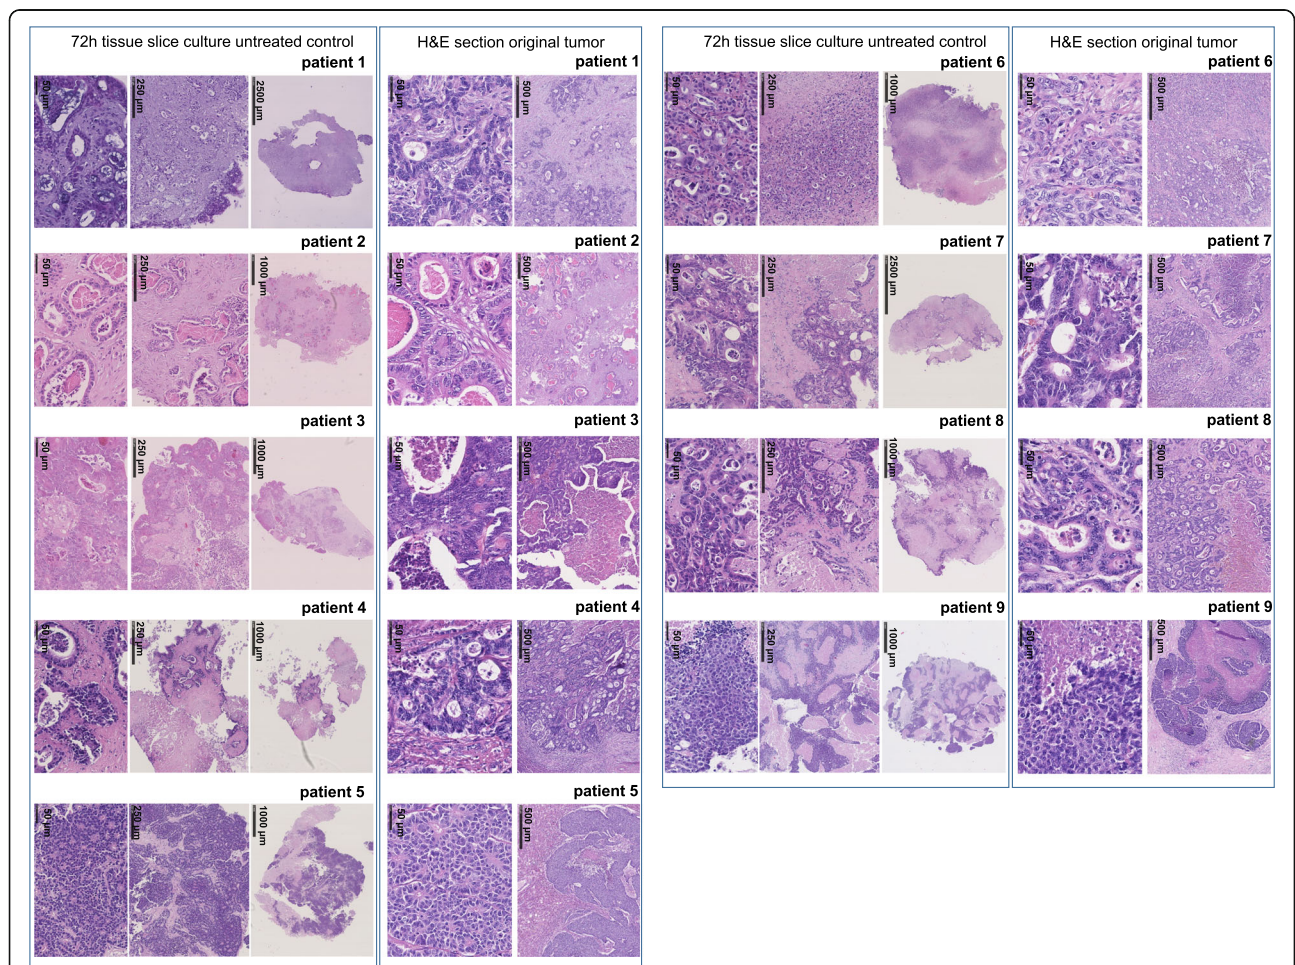 72h tissue slice culture untreated control
H&E section original tumor
patient 1
patient 1
50 µm
250 µm
2500 µm
50 µm
500 µm
patient 2
patient 2
50 µm
250 µm
1000 µm
50 µm
500 µm
patient 3
patient 3
50 µm
250 µm
1000 µm
50 µm
500 µm
patient 4
patient 4
50 µm
250 µm
1000 µm
50 µm
500 µm
patient 5
patient 5
50 µm
250 µm
1000 µm
50 µm
500 µm
72h tissue slice culture untreated control
H&E section original tumor
patient 6
patient 6
50 µm
250 µm
1000 µm
50 µm
500 µm
patient 7
patient 7
50 µm
250 µm
2500 µm
50 µm
500 µm
patient 8
patient 8
50 µm
250 µm
1000 µm
50 µm
500 µm
patient 9
patient 9
50 µm
250 µm
1000 µm
50 µm
500 µm